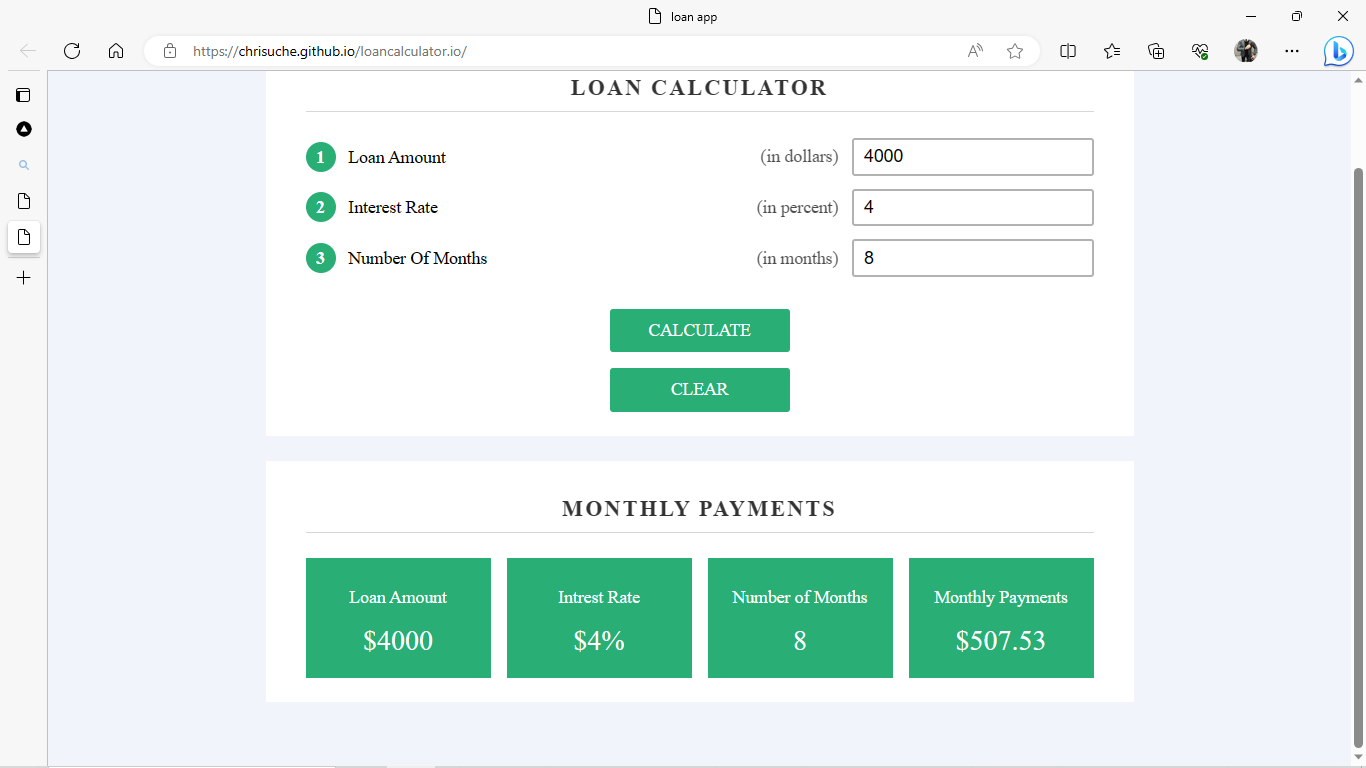 loan app
https://chrisuche.github.io/loancalculator.io/
LOAN CALCULATOR
1 Loan Amount (in dollars) 4000
2 Interest Rate (in percent) 4
3 Number Of Months (in months) 8
CALCULATE
CLEAR
MONTHLY PAYMENTS
Loan Amount Intrest Rate Number of Months Monthly Payments
$4000 $4% 8 $507.53